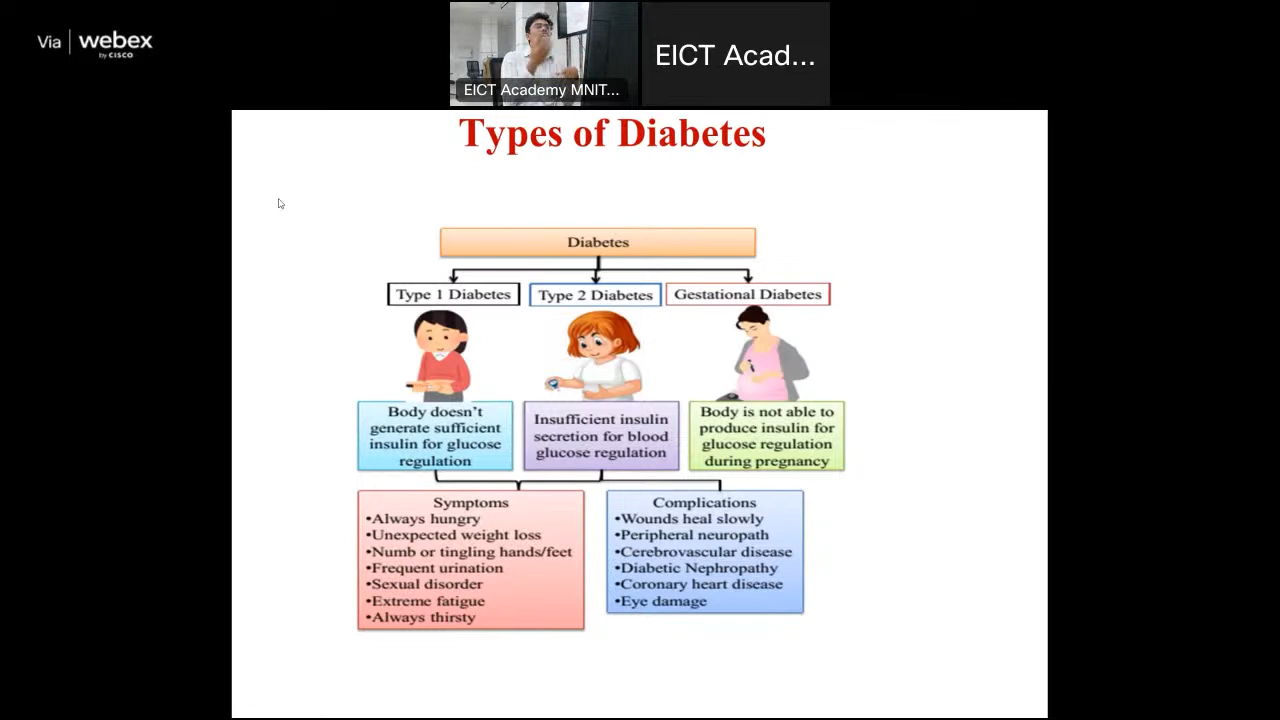 Via | webex
by CISCO
EICT Academy MNIT...
EICT Acad...
Types of Diabetes
Diabetes
Type 1 Diabetes
Type 2 Diabetes
Gestational Diabetes
Body doesn't
generate sufficient
insulin for glucose
regulation
Insufficient insulin
secretion for blood
glucose regulation
Body is not able to
produce insulin for
glucose regulation
during pregnancy
Symptoms
•Always hungry
•Unexpected weight loss
•Numb or tingling hands/feet
•Frequent urination
•Sexual disorder
•Extreme fatigue
•Always thirsty
Complications
•Wounds heal slowly
•Peripheral neuropath
•Cerebrovascular disease
•Diabetic Nephropathy
•Coronary heart disease
•Eye damage